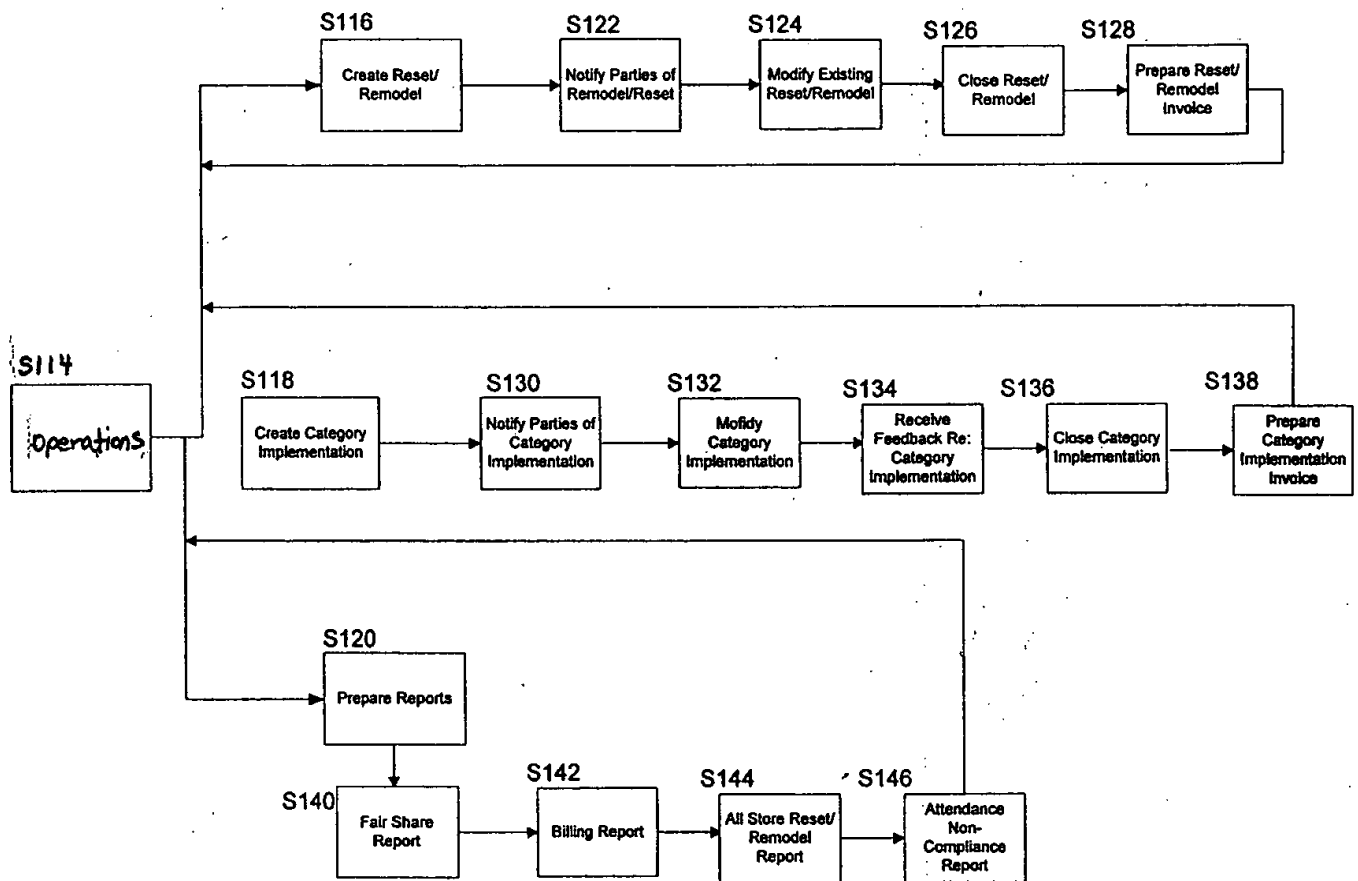 S116
Create Reset/
Remodel
S122
Notify Parties of
Remodel/Reset
S124
Modify Existing
Reset/Remodel
S126
Close Reset/
Remodel
S128
Prepare Reset/
Remodel
Invoice
S114
Operations
S118
Create Category
Implementation
S130
Notify Parties of
Category
Implementation
S132
Mofidy
Category
Implementation
S134
Receive
Feedback Re:
Category
Implementation
S136
Close Category
Implementation
S138
Prepare
Category
Implementation
Invoice
S120
Prepare Reports
S140
Fair Share
Report
S142
Billing Report
S144
All Store Reset/
Remodel
Report
S146
Attendance
Non-
Compliance
Report